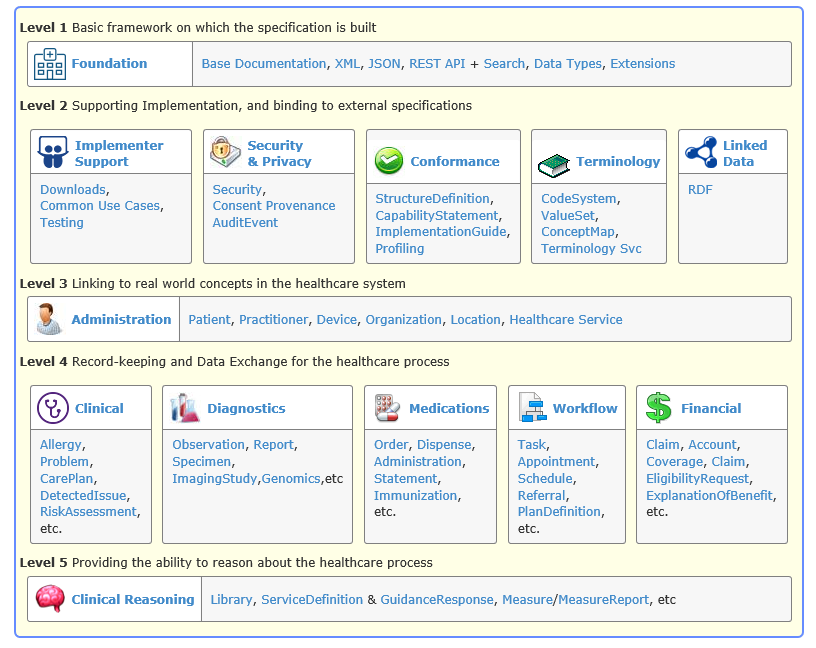 Level 1 Basic framework on which the specification is built
Foundation
Base Documentation, XML, JSON, REST API + Search, Data Types, Extensions
Level 2 Supporting Implementation, and binding to external specifications
Implementer
Support
Downloads,
Common Use Cases,
Testing
Security
& Privacy
Security,
Consent Provenance
AuditEvent
Conformance
StructureDefinition,
CapabilityStatement,
ImplementationGuide,
Profiling
Terminology
CodeSystem,
ValueSet,
ConceptMap,
Terminology Svc
Linked
Data
RDF
Level 3 Linking to real world concepts in the healthcare system
Administration
Patient, Practitioner, Device, Organization, Location, Healthcare Service
Level 4 Record-keeping and Data Exchange for the healthcare process
Clinical
Allergy,
Problem,
CarePlan,
DetectedIssue,
RiskAssessment,
etc.
Diagnostics
Observation, Report,
Specimen,
ImagingStudy,Genomics,etc
Medications
Order, Dispense,
Administration,
Statement,
Immunization,
etc.
Workflow
Task,
Appointment,
Schedule,
Referral,
PlanDefinition,
etc.
Financial
Claim, Account,
Coverage, Claim,
EligibilityRequest,
ExplanationOfBenefit,
etc.
Level 5 Providing the ability to reason about the healthcare process
Clinical Reasoning
Library, ServiceDefinition & GuidanceResponse, Measure/MeasureReport, etc